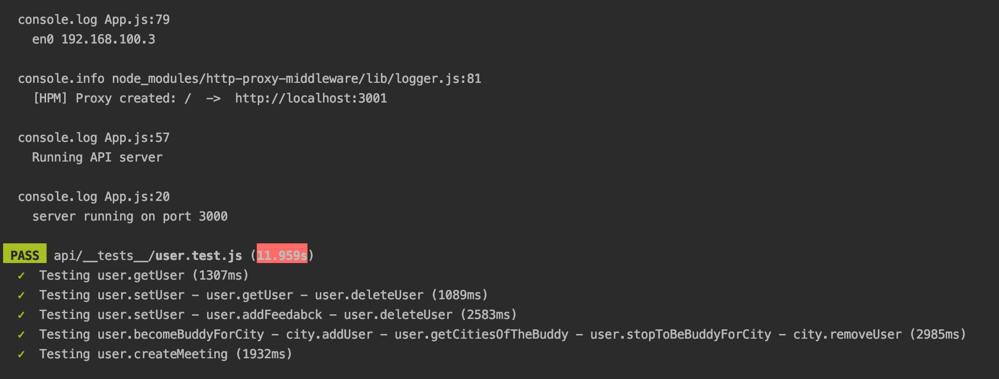 console.log App.js:79
en0 192.168.100.3
console.info node_modules/http-proxy-middleware/lib/logger.js:81
[HPM] Proxy created: /  ->  http://localhost:3001
console.log App.js:57
Running API server
console.log App.js:20
server running on port 3000
PASS api/__tests__/user.test.js (11.959s)
✓ Testing user.getUser (1307ms)
✓ Testing user.setUser - user.getUser - user.deleteUser (1089ms)
✓ Testing user.setUser - user.addFeedabck - user.deleteUser (2583ms)
✓ Testing user.becomeBuddyForCity - city.addUser - user.getCitiesOfTheBuddy - user.stopToBeBuddyForCity - city.removeUser (2985ms)
✓ Testing user.createMeeting (1932ms)